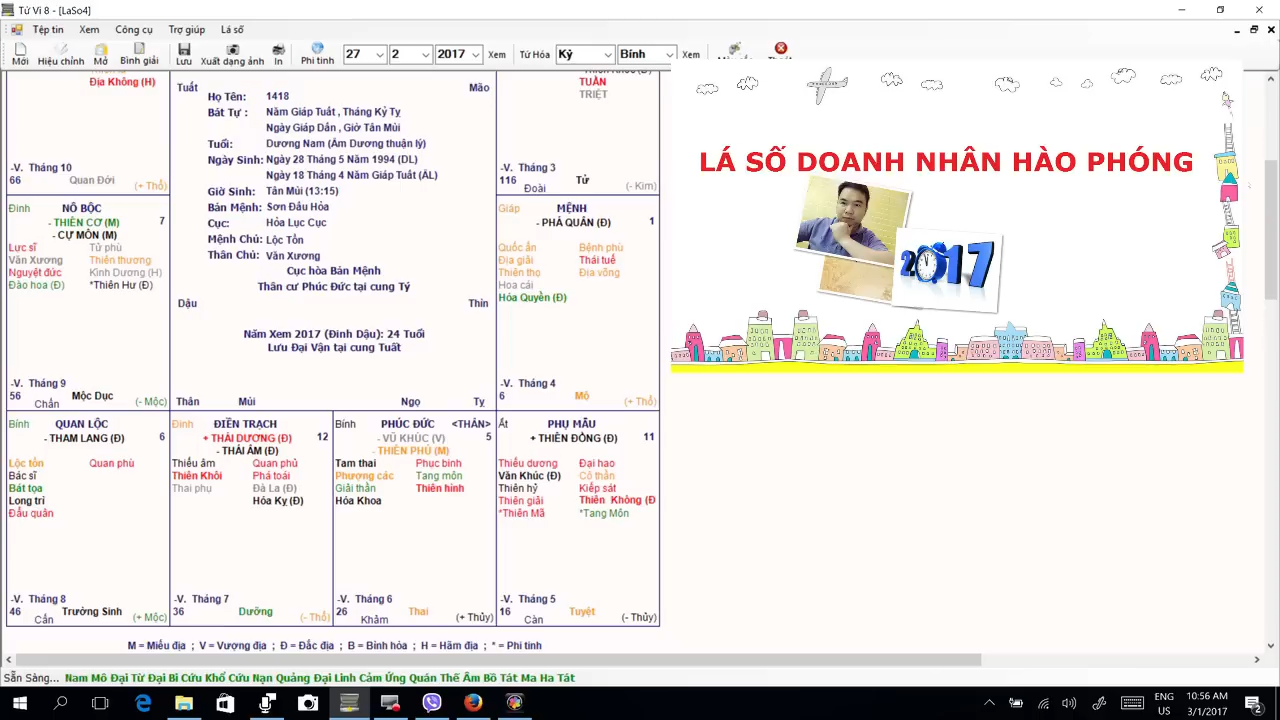 Tử Vi 8 - [LaSo4]
Tệp tin Xem Công cụ Trợ giúp Lá số
Mới Hiệu chỉnh Mở Bình giải Lưu Xuất dạng ảnh In Phi tinh 27 2 2017 Xem Tứ Hóa Kỷ Bính Xem
Địa Không (H)
-V. Tháng 10
66 Quan Đới (+ Thổ)
Tuất Mão
Họ Tên: 1418
Bát Tự : Năm Giáp Tuất , Tháng Kỷ Tỵ
Ngày Giáp Dần , Giờ Tân Mùi
Tuổi: Dương Nam (Âm Dương thuận lý)
Ngày Sinh: Ngày 28 Tháng 5 Năm 1994 (DL)
Ngày 18 Tháng 4 Năm Giáp Tuất (ÂL)
Giờ Sinh: Tân Mùi (13:15)
Bản Mệnh: Sơn Đầu Hỏa
Cục: Hỏa Lục Cục
Mệnh Chủ: Lộc Tồn
Thân Chủ: Văn Xương
Cục hòa Bản Mệnh
Thân cư Phúc Đức tại cung Tý
Dậu Thìn
Năm Xem 2017 (Đinh Dậu): 24 Tuổi
Lưu Đại Vận tại cung Tuất
Thân Mùi Ngọ Tỵ
TUẦN
TRIỆT
-V. Tháng 3
116 Tử (- Kim)
Đoài
LÁ SỐ DOANH NHÂN HÀO PHÓNG
2017
Đinh NÔ BỘC
- THIÊN CƠ (M) 7
- CỰ MÔN (M)
Lực sĩ Tử phù
Văn Xương Thiên thương
Nguyệt đức Kình Dương (H)
Đào hoa (Đ) *Thiên Hư (Đ)
-V. Tháng 9
56 Mộc Dục (- Mộc)
Chấn
Giáp MỆNH
- PHÁ QUÂN (Đ) 1
Quốc ấn Bệnh phù
Địa giải Thái tuế
Thiên thọ Địa võng
Hoa cái
Hóa Quyền (Đ)
-V. Tháng 4
6 Mộ (+ Thổ)
Bính QUAN LỘC
- THAM LANG (Đ) 6
Lộc tồn Quan phù
Bác sĩ
Bát tọa
Long trì
Đẩu quân
-V. Tháng 8
46 Trường Sinh (+ Mộc)
Cấn
Đinh ĐIỀN TRẠCH
+ THÁI DƯƠNG (Đ) 12
- THÁI ÂM (Đ)
Thiếu âm Quan phủ
Thiên Khôi Phá toái
Thai phụ Đà La (Đ)
Hóa Kỵ (Đ)
-V. Tháng 7
36 Dưỡng (- Thổ)
Bính PHÚC ĐỨC <THÂN>
- VŨ KHÚC (V) 5
- THIÊN PHỦ (M)
Tam thai Phục binh
Phượng các Tang môn
Giải thần Thiên hình
Hóa Khoa
-V. Tháng 6
26 Thai (+ Thủy)
Khảm
Ất PHỤ MẪU
+ THIÊN ĐỒNG (Đ) 11
Thiếu dương Đại hao
Văn Khúc (Đ) Cô thần
Thiên hỷ Kiếp sát
Thiên giải Thiên Không (Đ
*Thiên Mã *Tang Môn
-V. Tháng 5
16 Tuyệt (- Thủy)
Càn
M = Miếu địa ; V = Vượng địa ; Đ = Đắc địa ; B = Bình hòa ; H = Hãm địa ; * = Phi tinh
Sẵn Sàng... Nam Mô Đại Từ Đại Bi Cứu Khổ Cứu Nạn Quảng Đại Linh Cảm Ứng Quán Thế Âm Bồ Tát Ma Ha Tát
ENG 10:56 AM
US 3/1/2017
2